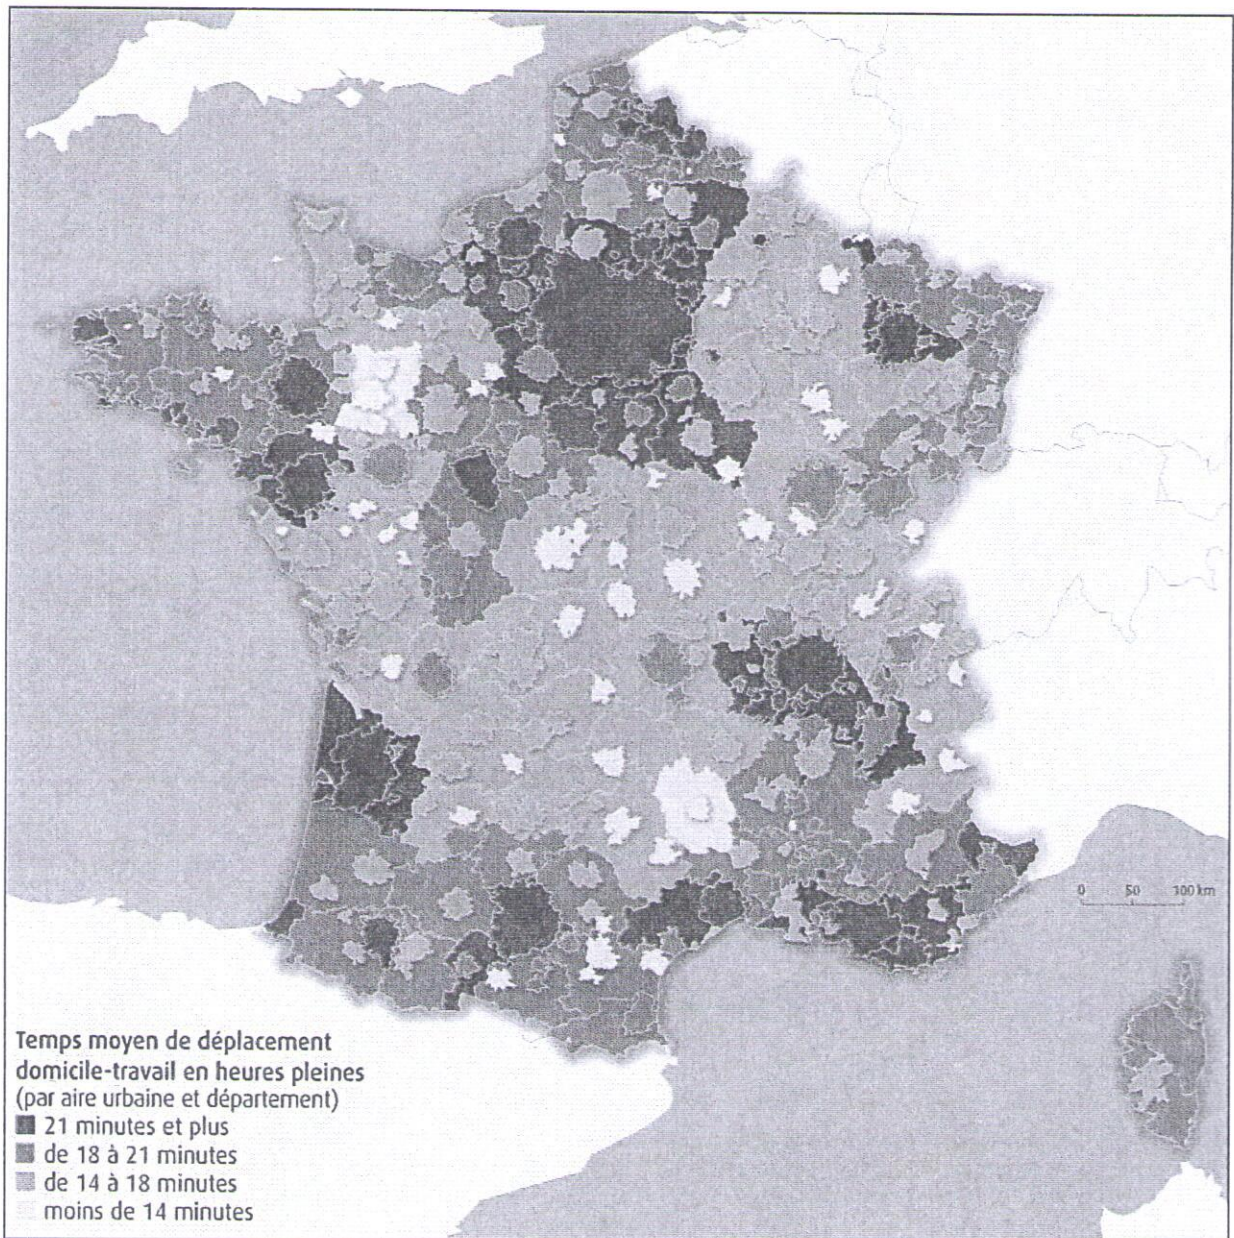 0 50 100 km
Temps moyen de déplacement
domicile-travail en heures pleines
(par aire urbaine et département)
21 minutes et plus
de 18 à 21 minutes
de 14 à 18 minutes
moins de 14 minutes